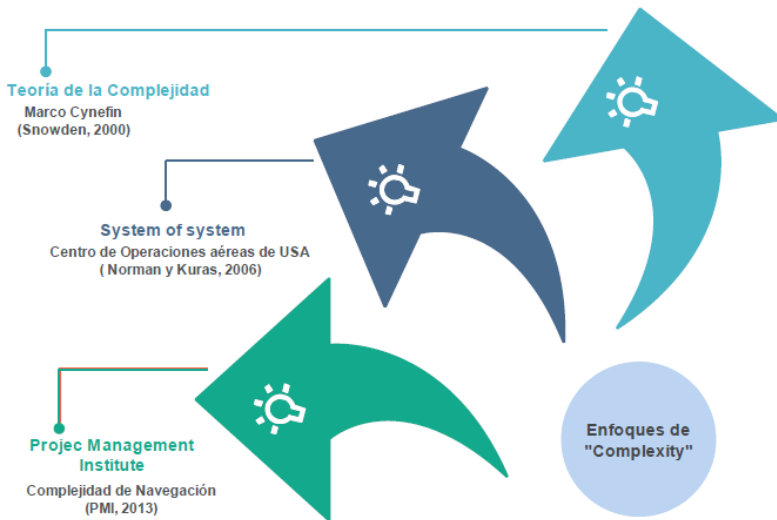 Teoría de la Complejidad
Marco Cynefin
(Snowden, 2000)
System of system
Centro de Operaciones aéreas de USA
( Norman y Kuras, 2006)
Projec Management
Institute
Complejidad de Navegación
(PMI, 2013)
Enfoques de
"Complexity"